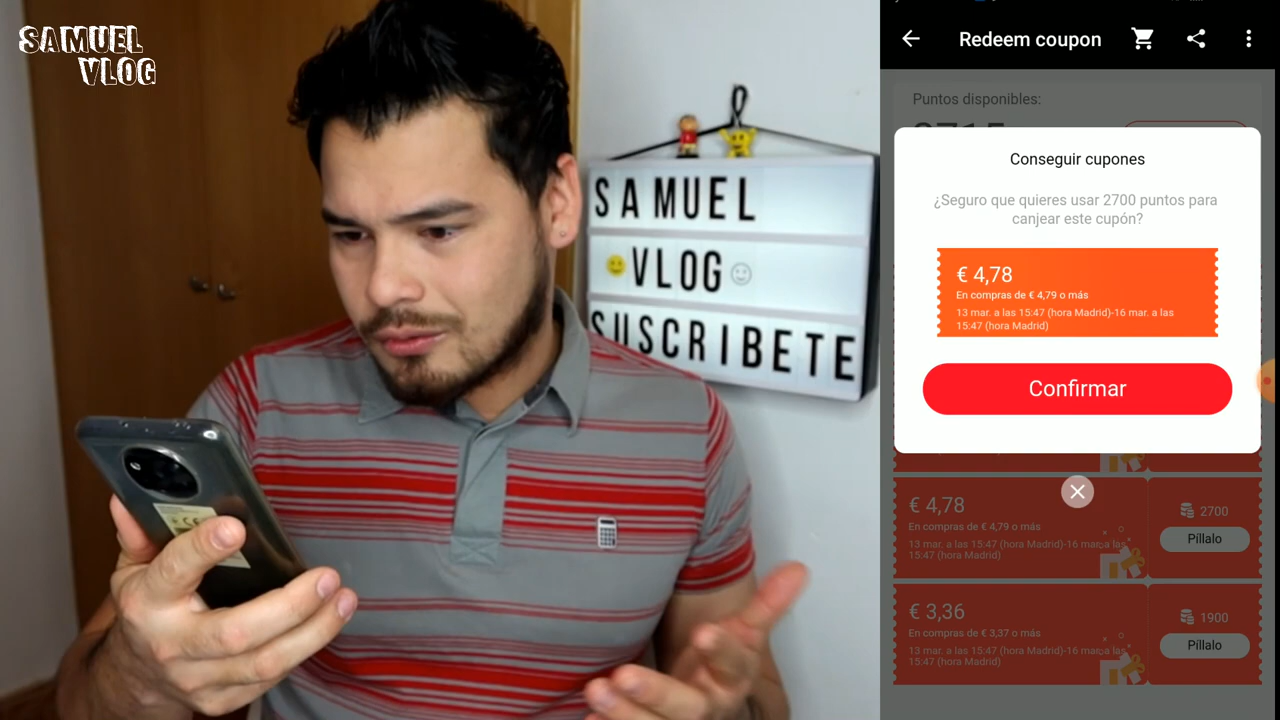 SAMUEL
VLOG
SAMUEL
VLOG
SUSCRIBETE
Redeem coupon
Puntos disponibles:
Conseguir cupones
¿Seguro que quieres usar 2700 puntos para
canjear este cupón?
€ 4,78
En compras de € 4,79 o más
13 mar. a las 15:47 (hora Madrid)-16 mar. a las
15:47 (hora Madrid)
Confirmar
€ 4,78
En compras de € 4,79 o más
13 mar. a las 15:47 (hora Madrid)-16 mar. a las
15:47 (hora Madrid)
2700
Píllalo
€ 3,36
En compras de € 3,37 o más
13 mar. a las 15:47 (hora Madrid)-16 mar. a las
15:47 (hora Madrid)
1900
Píllalo